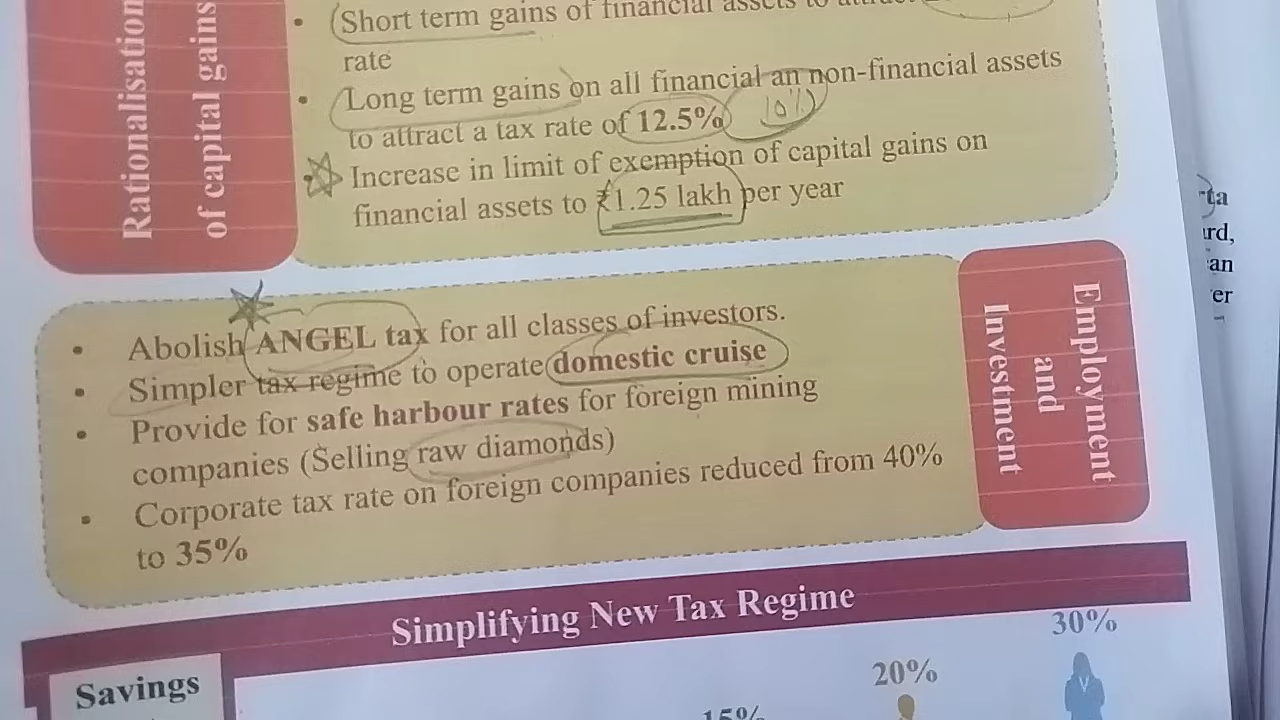 Rationalisation
of capital gains
• Short term gains of financial assets to attract
rate
• Long term gains on all financial an non-financial assets
to attract a tax rate of 12.5% 10%
• Increase in limit of exemption of capital gains on
financial assets to ₹1.25 lakh per year
• Abolish ANGEL tax for all classes of investors.
• Simpler tax regime to operate domestic cruise
• Provide for safe harbour rates for foreign mining
companies (Selling raw diamonds)
• Corporate tax rate on foreign companies reduced from 40%
to 35%
Employment
and
Investment
Simplifying New Tax Regime
Savings
15%
20%
30%